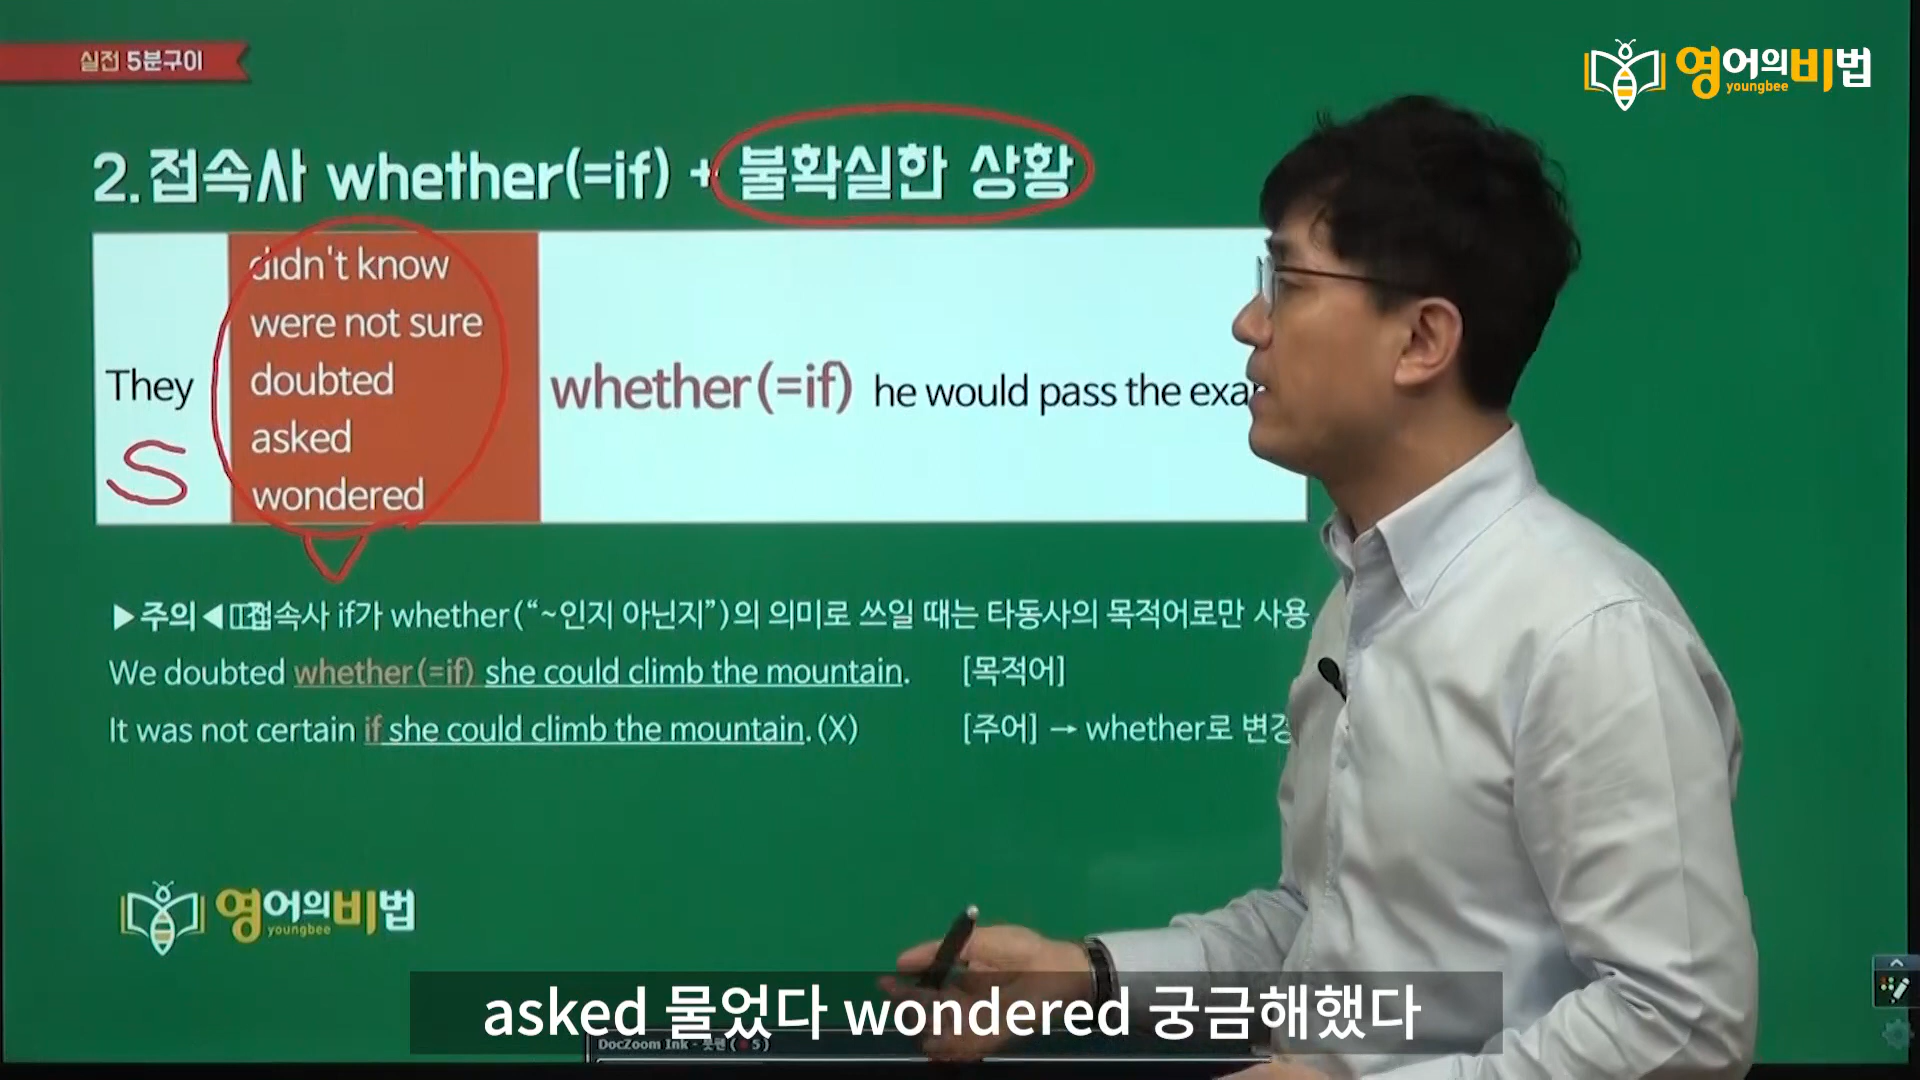 실전 5분구이
영어의비법
youngbee
2.접속사 whether(=if) + 불확실한 상황
didn't know
were not sure
They
doubted
asked
wondered
whether(=if) he would pass the exa
S
▶주의◀ 접속사 if가 whether(“~인지 아닌지”)의 의미로 쓰일 때는 타동사의 목적어로만 사용
We doubted whether(=if) she could climb the mountain. [목적어]
It was not certain if she could climb the mountain.(X) [주어] → whether로 변경
영어의비법
youngbee
asked 물었다 wondered 궁금해했다
DocZoom Ink - 붓펜 ( 5 )